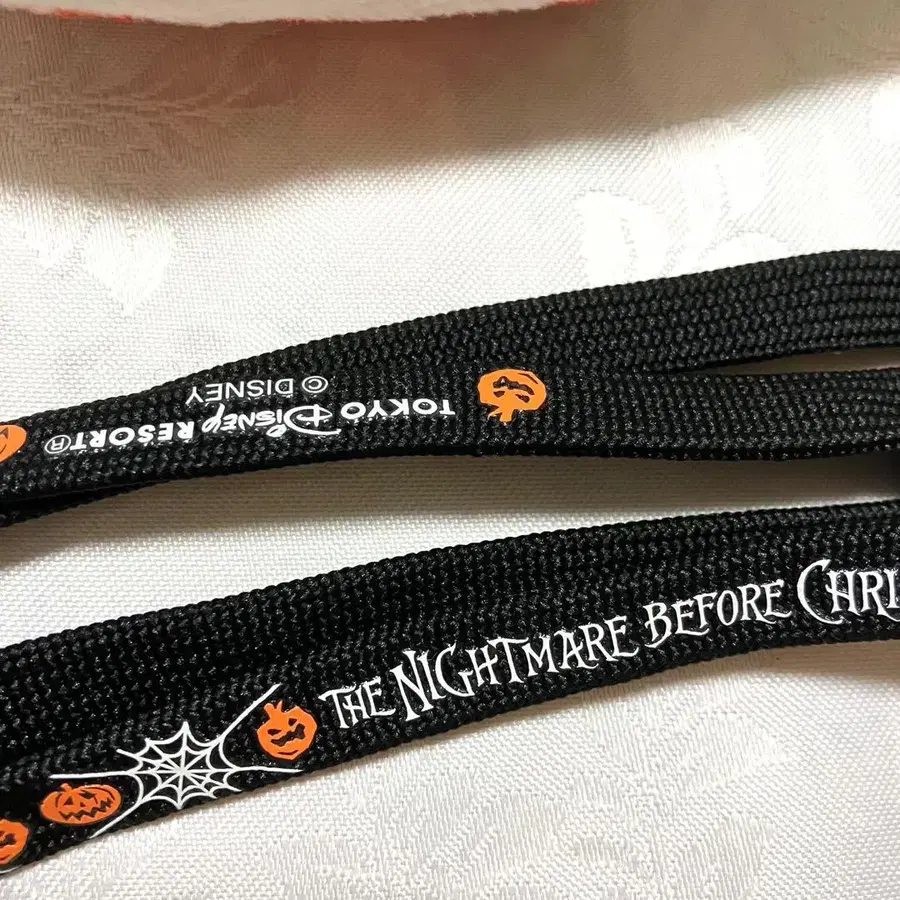 © DISNEY
TOKYO DISNEY RESORT®
THE NIGHTMARE BEFORE CHRI